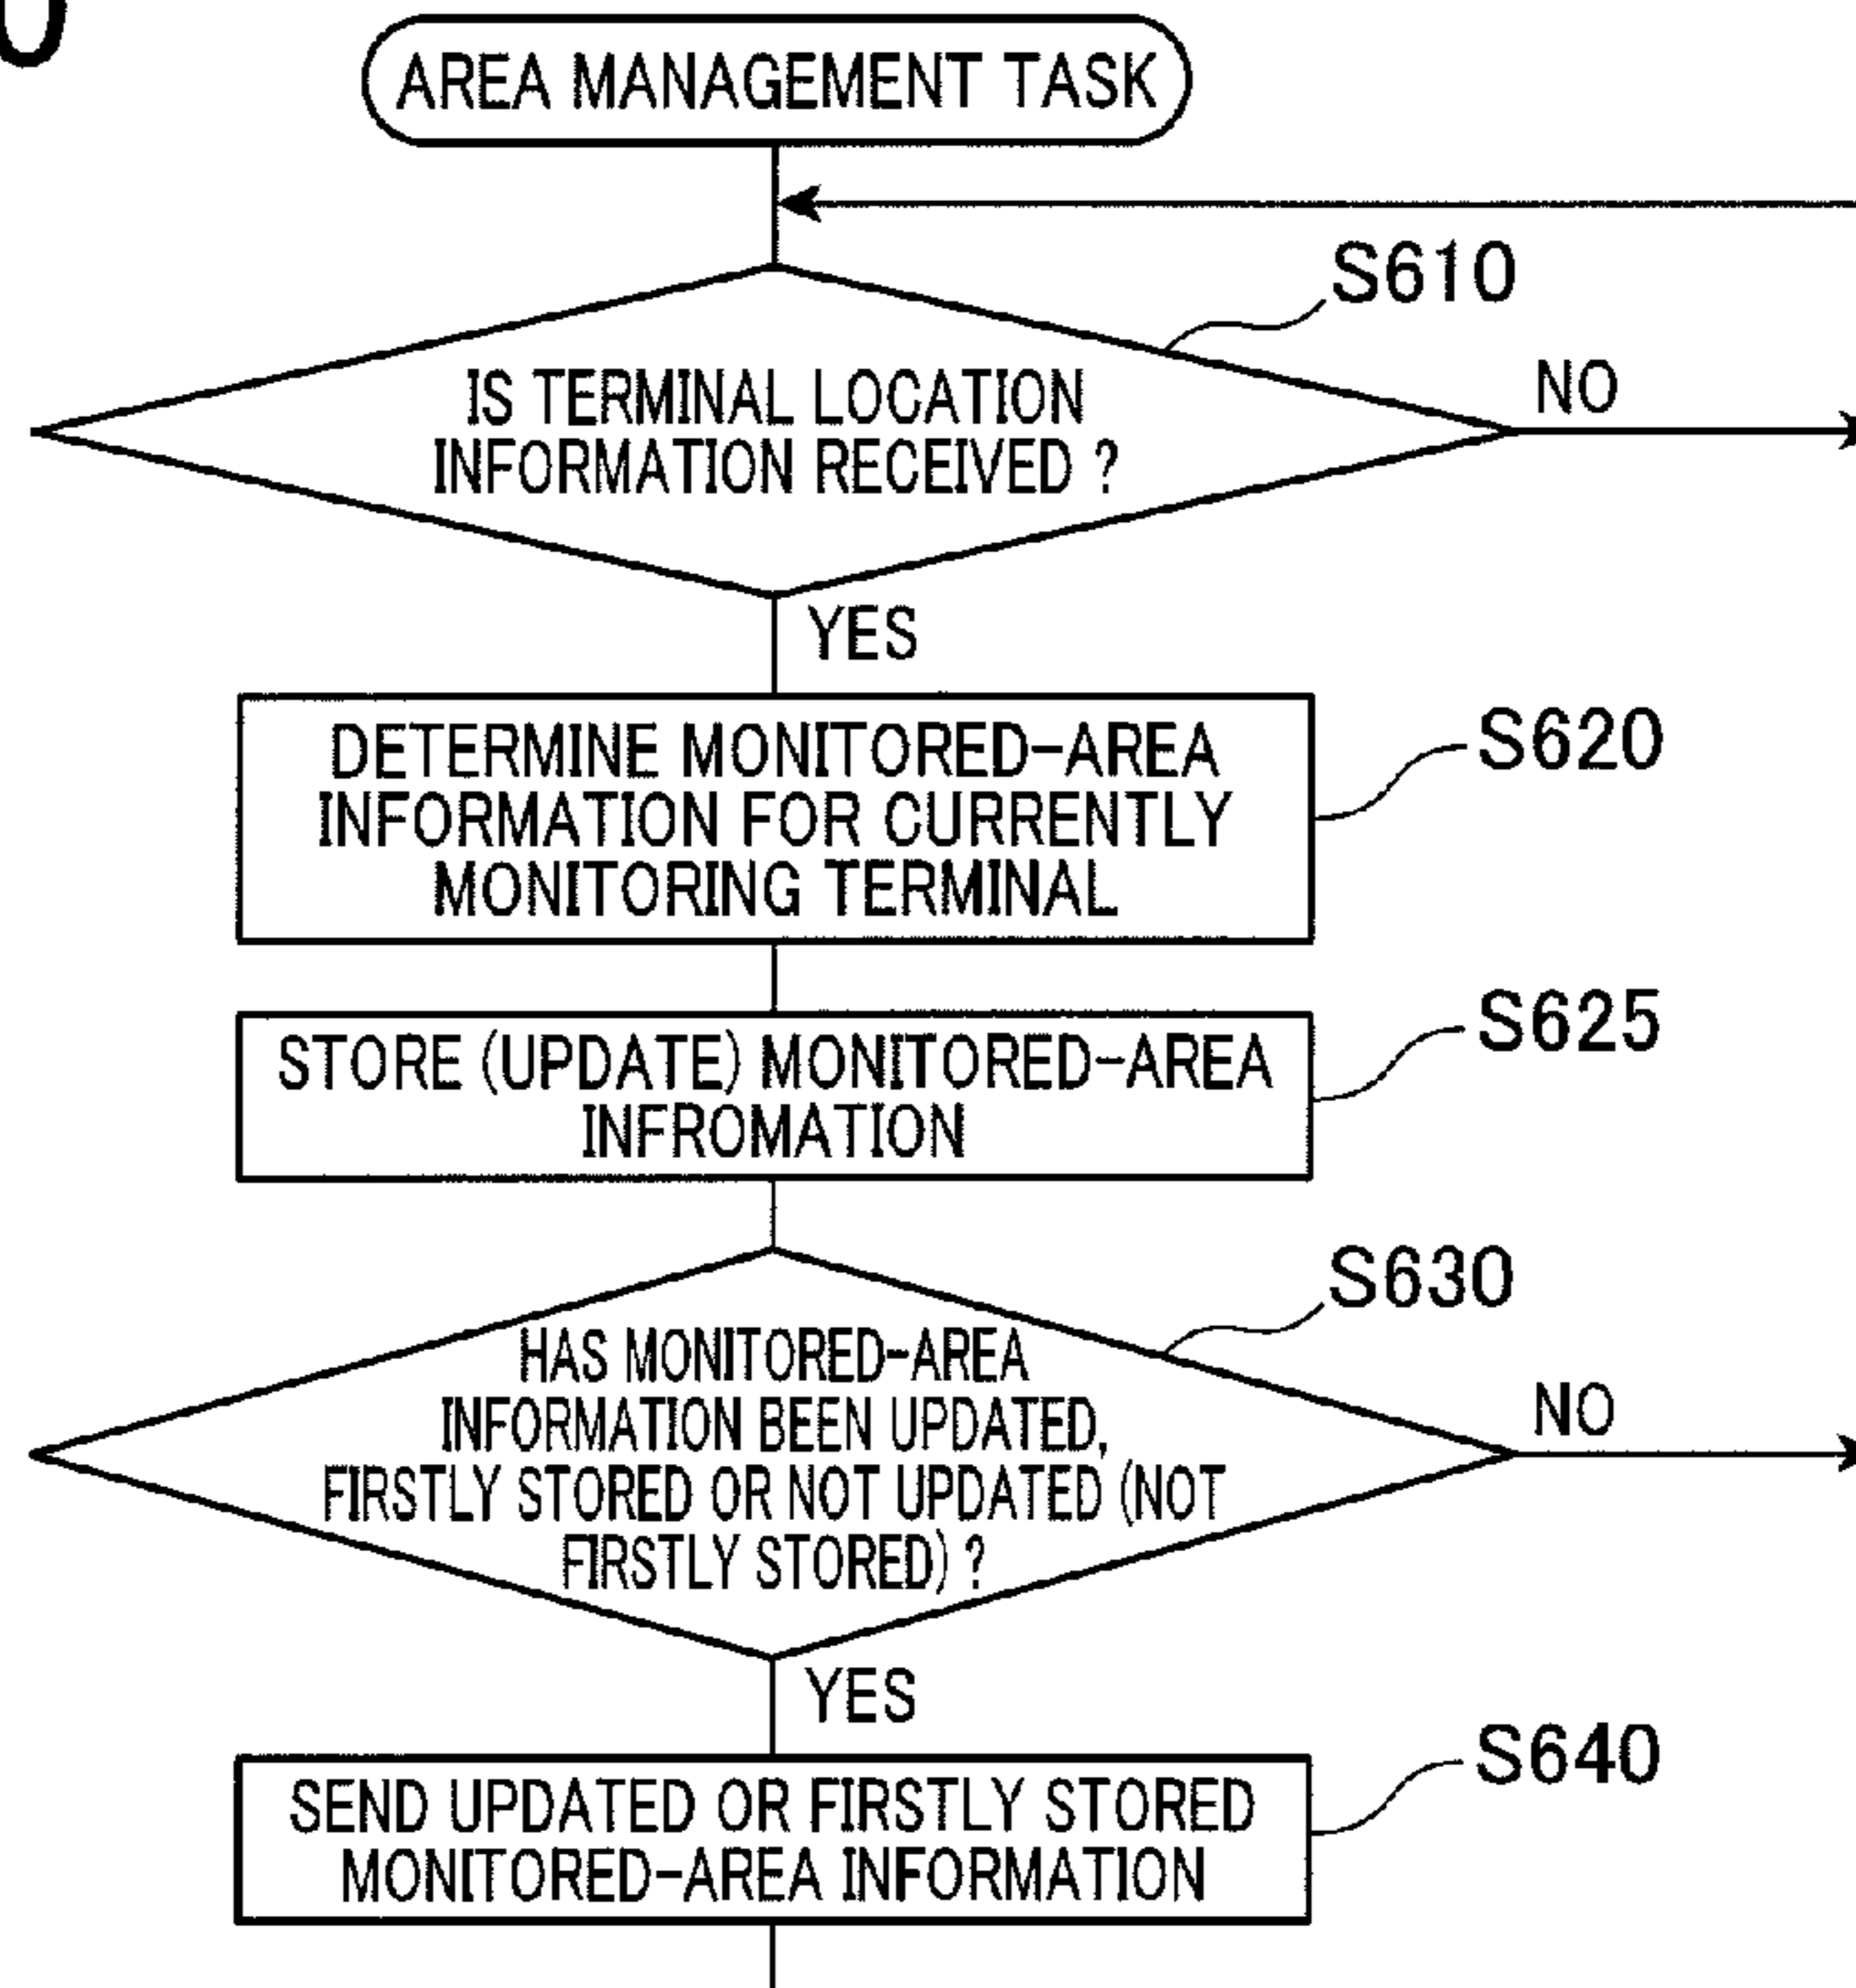 AREA MANAGEMENT TASK
S610
IS TERMINAL LOCATION
INFORMATION RECEIVED ?
NO
YES
DETERMINE MONITORED-AREA
INFORMATION FOR CURRENTLY
MONITORING TERMINAL
S620
STORE (UPDATE) MONITORED-AREA
INFROMATION
S625
S630
HAS MONITORED-AREA
INFORMATION BEEN UPDATED,
FIRSTLY STORED OR NOT UPDATED (NOT
FIRSTLY STORED) ?
NO
YES
SEND UPDATED OR FIRSTLY STORED
MONITORED-AREA INFORMATION
S640